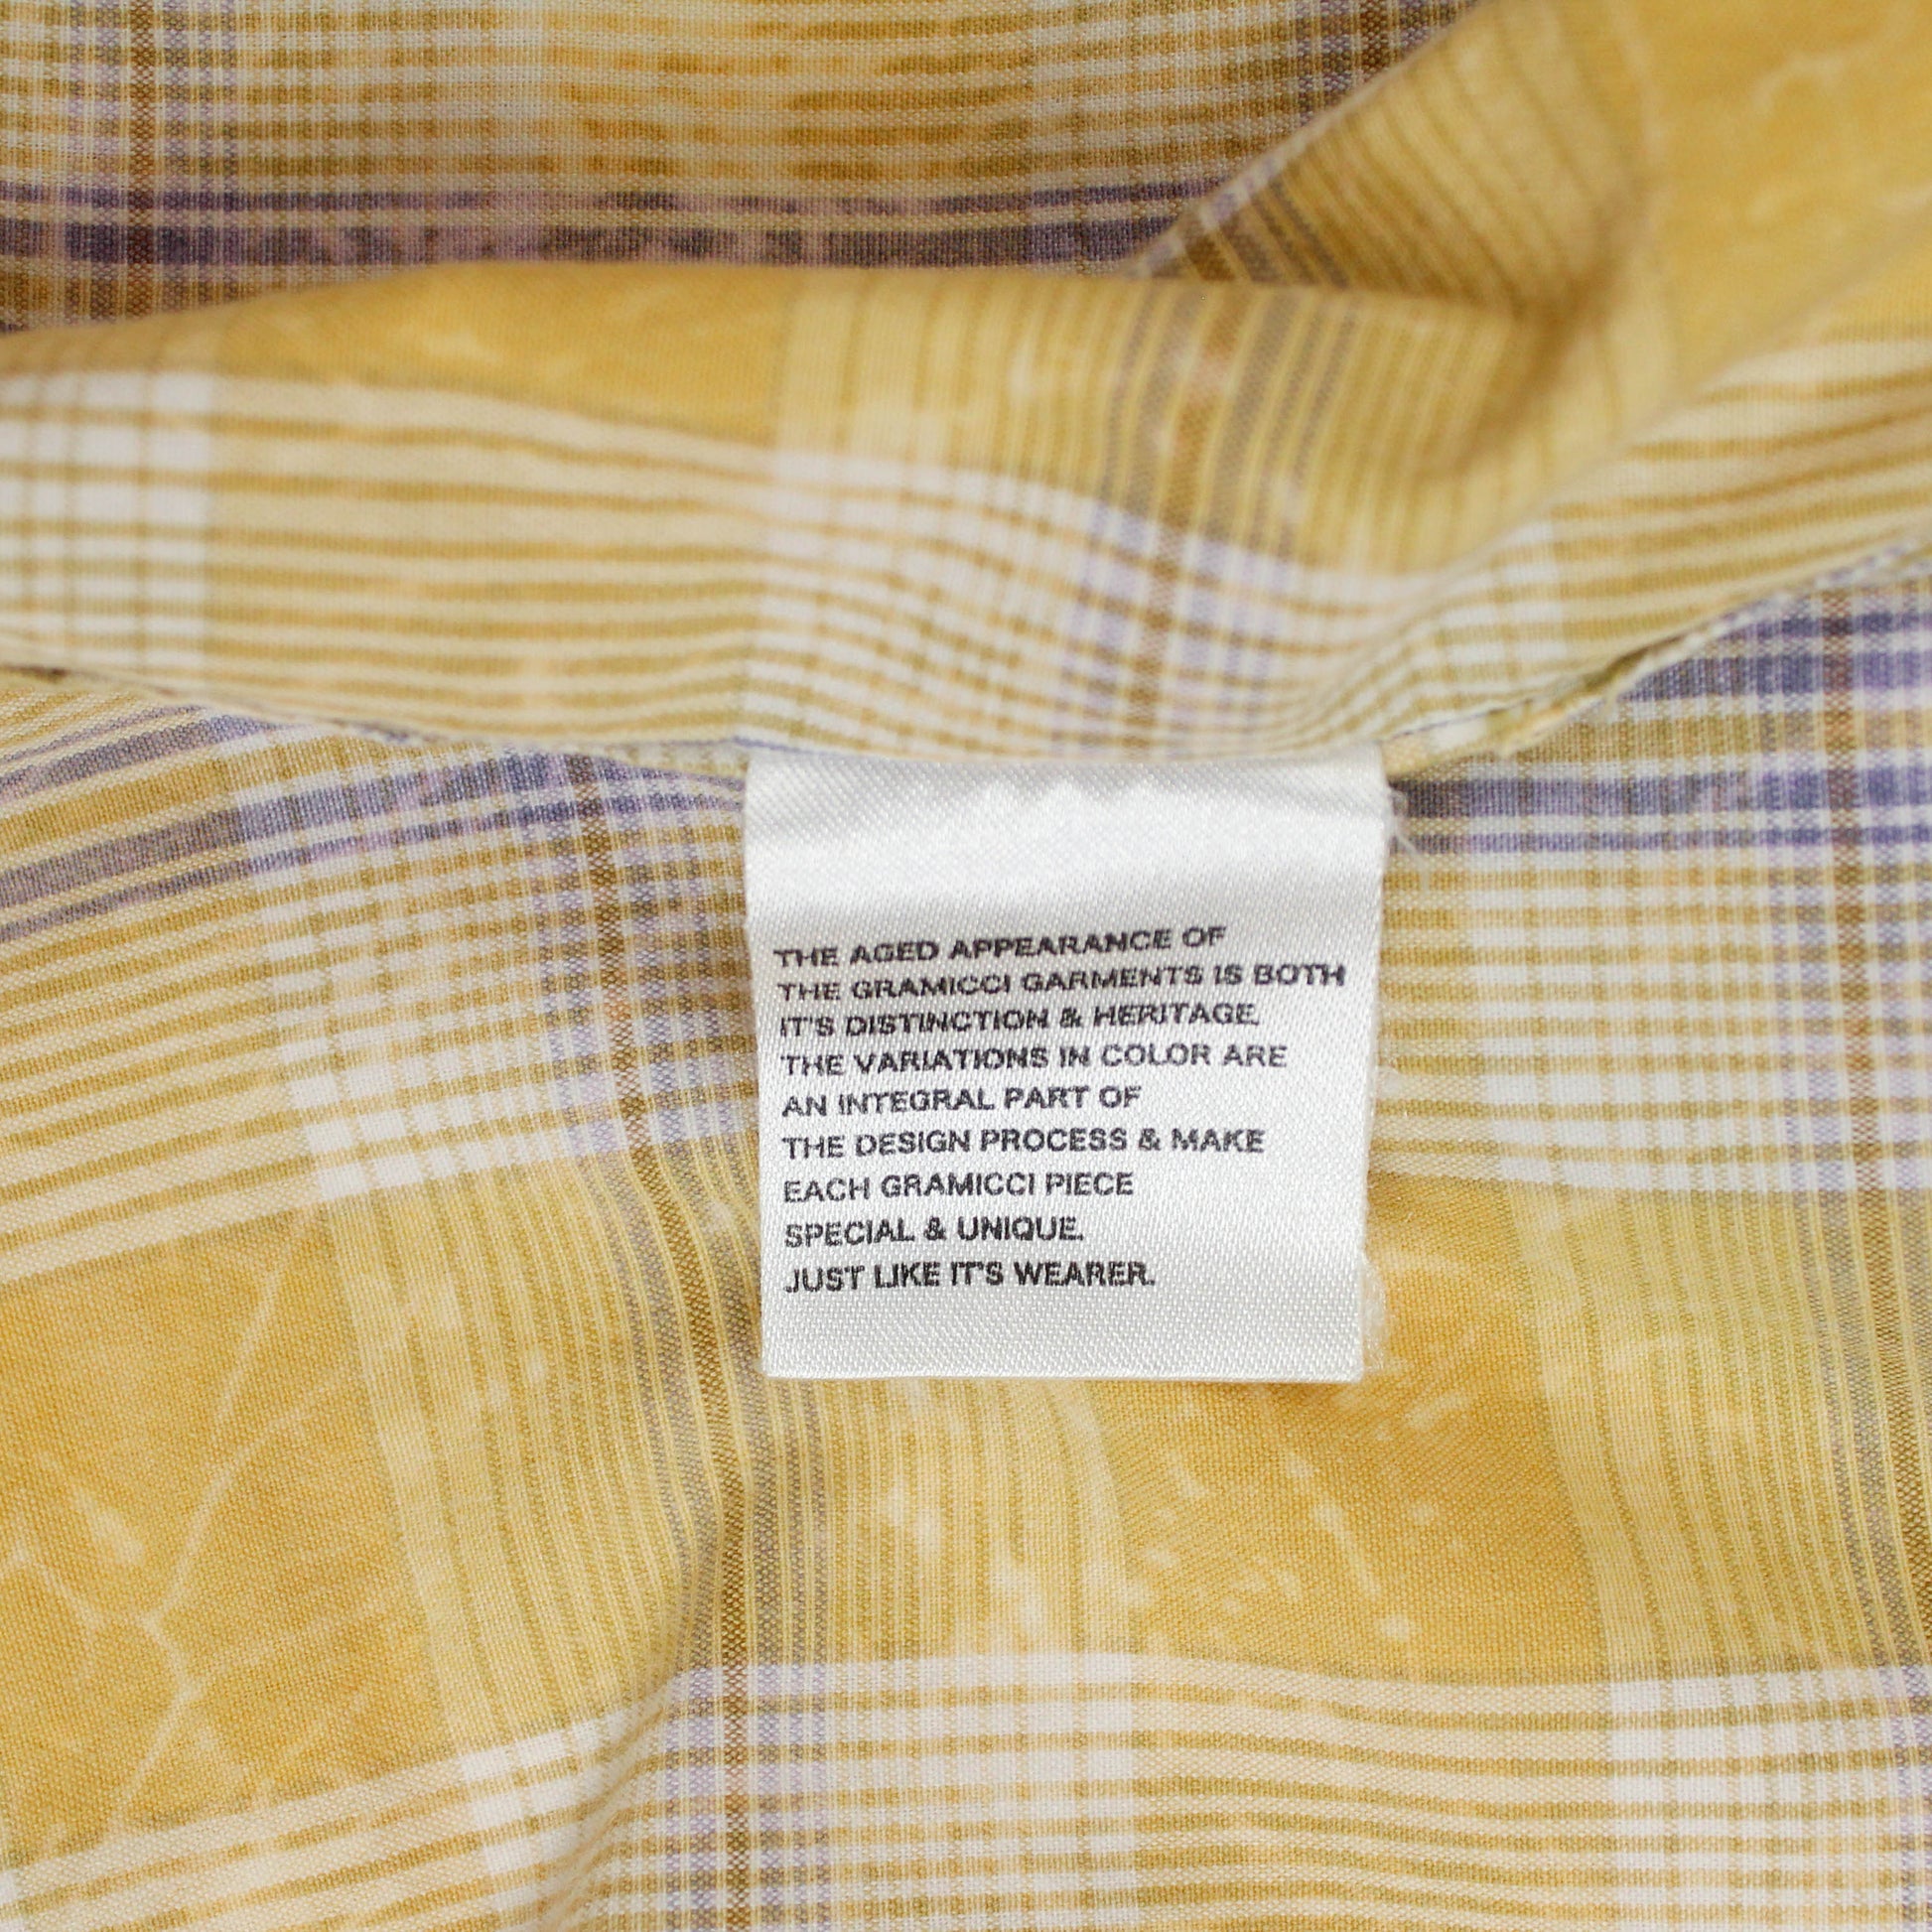 THE AGED APPEARANCE OF
THE GRAMICCI GARMENTS IS BOTH
IT'S DISTINCTION & HERITAGE.
THE VARIATIONS IN COLOR ARE
AN INTEGRAL PART OF
THE DESIGN PROCESS & MAKE
EACH GRAMICCI PIECE
SPECIAL & UNIQUE.
JUST LIKE IT'S WEARER.